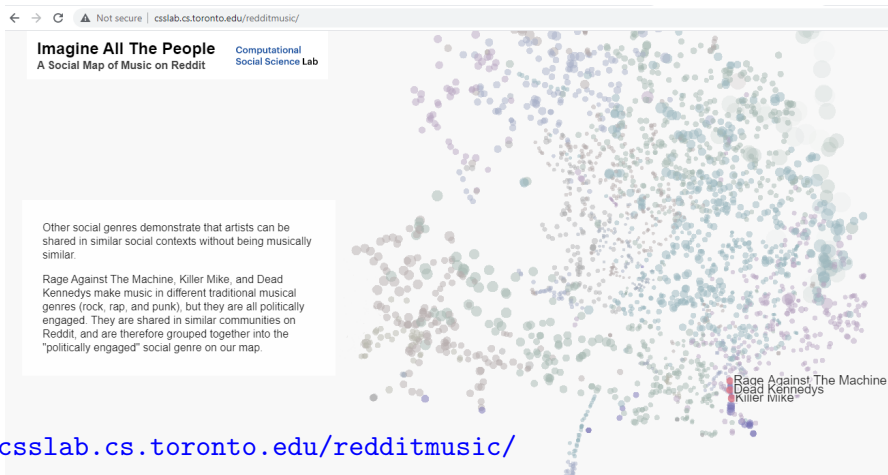 Not secure | csslab.cs.toronto.edu/redditmusic/
Imagine All The People
A Social Map of Music on Reddit
Computational
Social Science Lab
Other social genres demonstrate that artists can be
shared in similar social contexts without being musically
similar.
Rage Against The Machine, Killer Mike, and Dead
Kennedys make music in different traditional musical
genres (rock, rap, and punk), but they are all politically
engaged. They are shared in similar communities on
Reddit, and are therefore grouped together into the
"politically engaged" social genre on our map.
Rage Against The Machine
Dead Kennedys
Killer Mike
csslab.cs.toronto.edu/redditmusic/